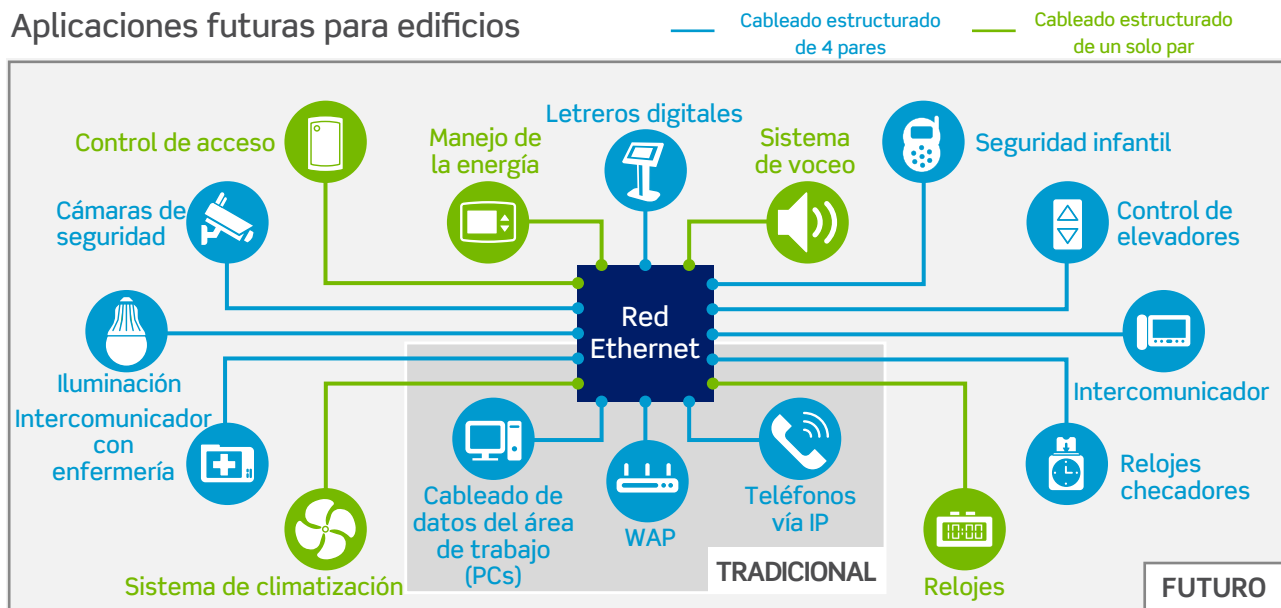 Aplicaciones futuras para edificios
Cableado estructurado
de 4 pares
Cableado estructurado
de un solo par
Control de acceso
Manejo de
la energía
Letreros digitales
Sistema
de voceo
Seguridad infantil
Cámaras de
seguridad
Control de
elevadores
Red
Ethernet
Iluminación
Intercomunicador
Intercomunicador
con
enfermería
Cableado de
datos del área
de trabajo
(PCs)
WAP
Teléfonos
vía IP
Relojes
checadores
10:00
Sistema de climatización
TRADICIONAL
Relojes
FUTURO